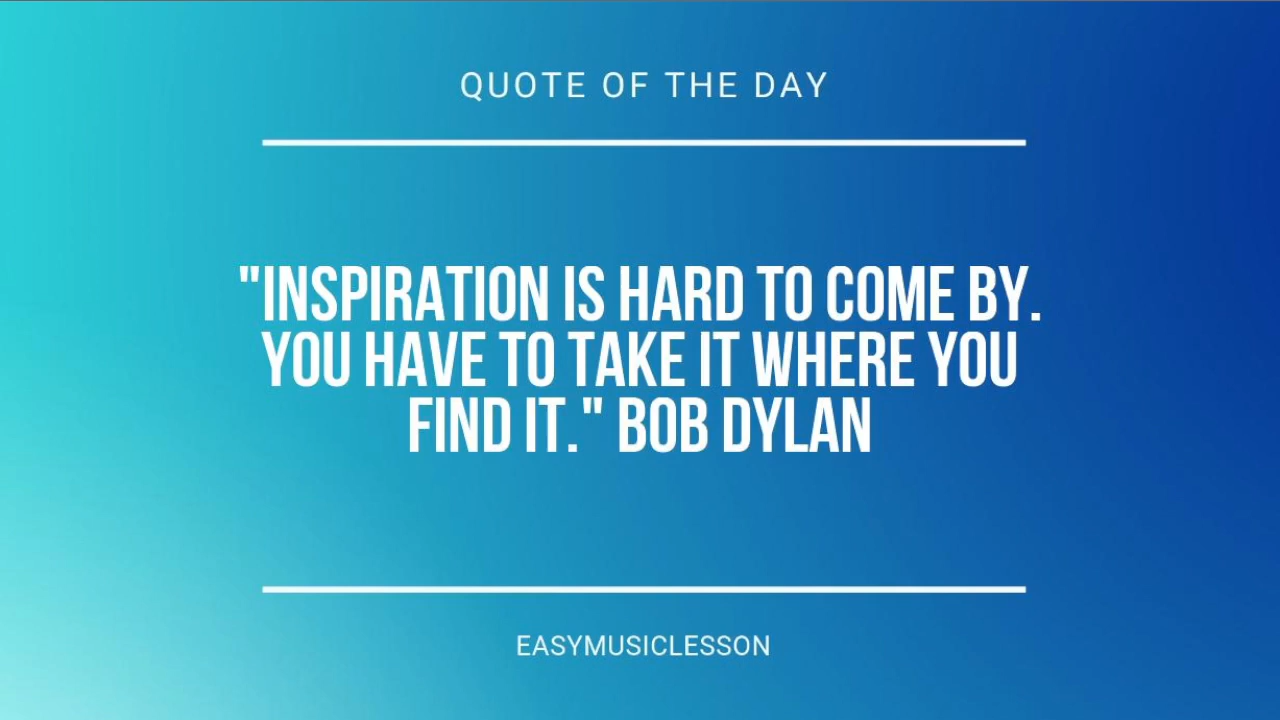 QUOTE OF THE DAY
"INSPIRATION IS HARD TO COME BY.
YOU HAVE TO TAKE IT WHERE YOU
FIND IT." BOB DYLAN
EASYMUSICLESSON